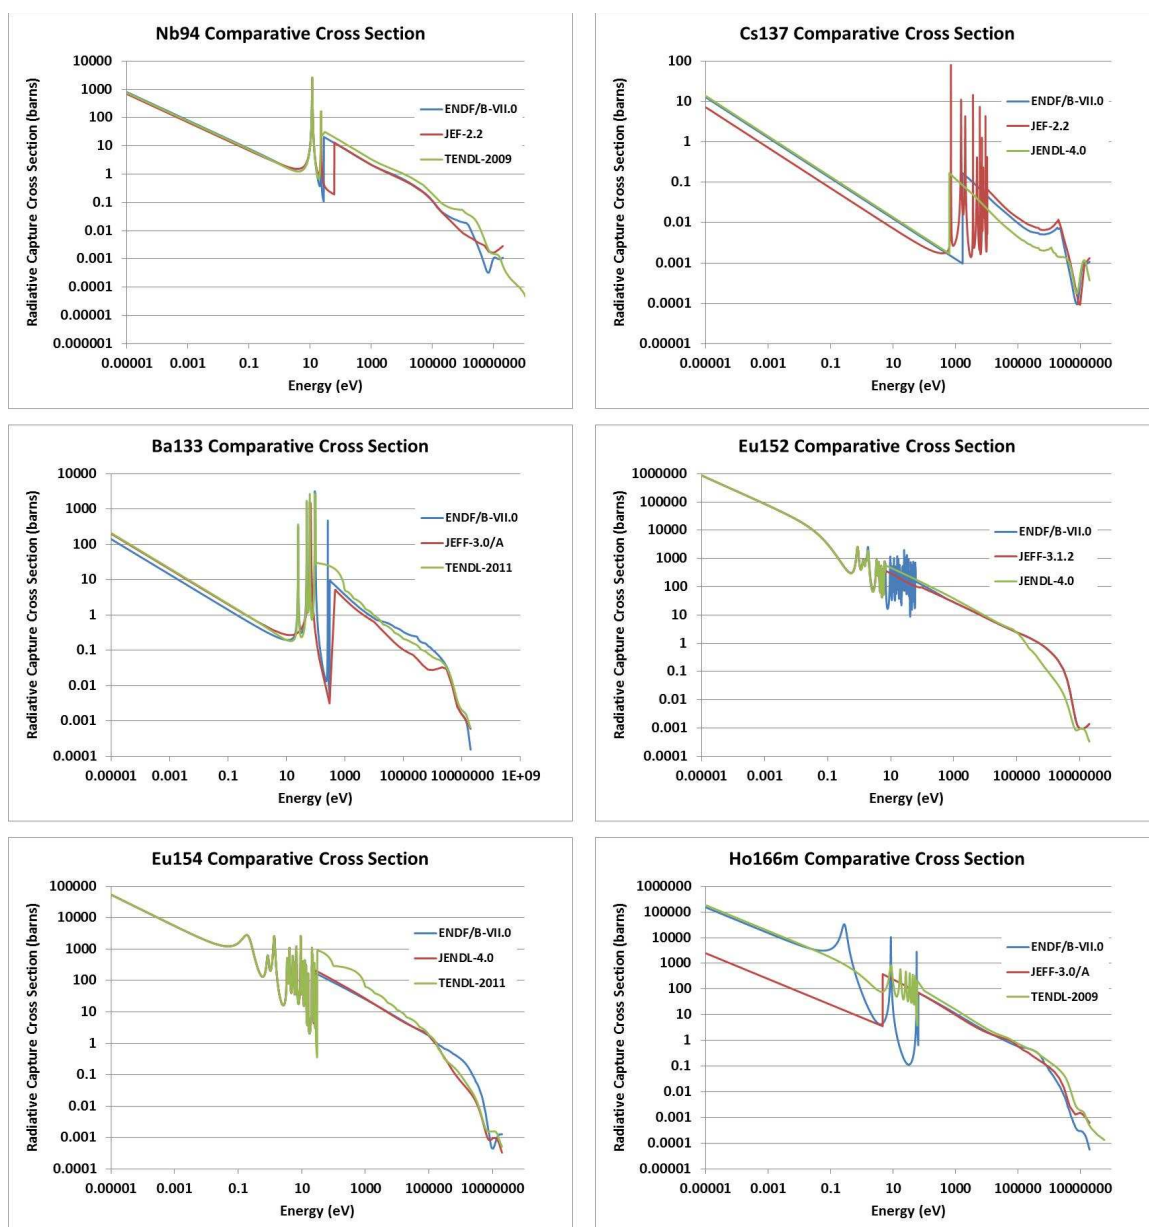 Nb94 Comparative Cross Section
Radiative Capture Cross Section (barns)
10000
1000
100
10
1
0.1
0.01
0.001
0.0001
0.00001
0.000001
ENDF/B-VII.0
JEF-2.2
TENDL-2009
0.00001 0.001 0.1 10 1000 100000 10000000
Energy (eV)
Cs137 Comparative Cross Section
Radiative Capture Cross Section (barns)
100
10
1
0.1
0.01
0.001
0.0001
0.00001
ENDF/B-VII.0
JEF-2.2
JENDL-4.0
0.00001 0.001 0.1 10 1000 100000 10000000
Energy (eV)
Ba133 Comparative Cross Section
Radiative Capture Cross Section (barns)
10000
1000
100
10
1
0.1
0.01
0.001
0.0001
ENDF/B-VII.0
JEFF-3.0/A
TENDL-2011
0.00001 0.001 0.1 10 1000 100000 10000000 1E+09
Energy (eV)
Eu152 Comparative Cross Section
Radiative Capture Cross Section (barns)
1000000
100000
10000
1000
100
10
1
0.1
0.01
0.001
0.0001
ENDF/B-VII.0
JEFF-3.1.2
JENDL-4.0
0.00001 0.001 0.1 10 1000 100000 10000000
Energy (eV)
Eu154 Comparative Cross Section
Radiative Capture Cross Section (barns)
100000
10000
1000
100
10
1
0.1
0.01
0.001
0.0001
ENDF/B-VII.0
JENDL-4.0
TENDL-2011
0.00001 0.001 0.1 10 1000 100000 10000000
Energy (eV)
Ho166m Comparative Cross Section
Radiative Capture Cross Section (barns)
1000000
100000
10000
1000
100
10
1
0.1
0.01
0.001
0.0001
0.00001
ENDF/B-VII.0
JEFF-3.0/A
TENDL-2009
0.00001 0.001 0.1 10 1000 100000 10000000
Energy (eV)